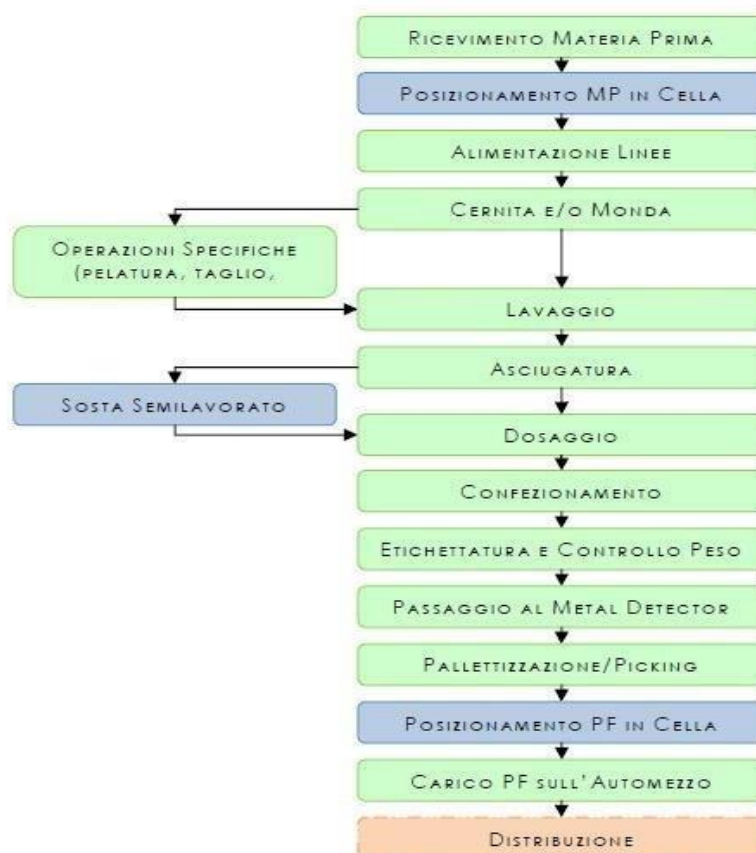 RICEVIMENTO MATERIA PRIMA
POSIZIONAMENTO MP IN CELLA
ALIMENTAZIONE LINEE
CERNITA E/O MONDA
OPERAZIONI SPECIFICHE
(PELATURA, TAGLIO,
LAVAGGIO
ASCIUGATURA
SOSTA SEMILAVORATO
DOSAGGIO
CONFEZIONAMENTO
ETICHETTATURA E CONTROLLO PESO
PASSAGGIO AL METAL DETECTOR
PALLETTIZZAZIONE/PICKING
POSIZIONAMENTO PF IN CELLA
CARICO PF SULL'AUTOMEZZO
DISTRIBUZIONE